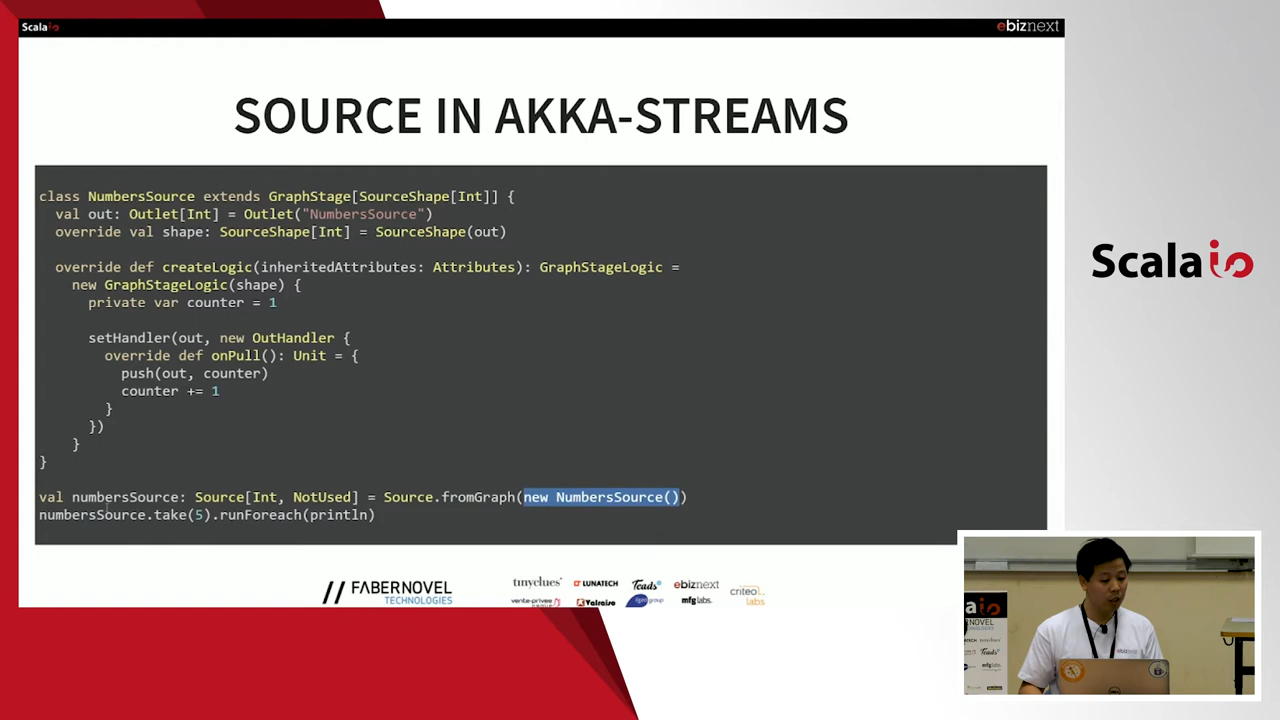 Scalaio
ebiznext
SOURCE IN AKKA-STREAMS
class NumbersSource extends GraphStage[SourceShape[Int]] {
  val out: Outlet[Int] = Outlet("NumbersSource")
  override val shape: SourceShape[Int] = SourceShape(out)
  override def createLogic(inheritedAttributes: Attributes): GraphStageLogic =
    new GraphStageLogic(shape) {
      private var counter = 1
      setHandler(out, new OutHandler {
        override def onPull(): Unit = {
          push(out, counter)
          counter += 1
        }
      })
    }
}
val numbersSource: Source[Int, NotUsed] = Source.fromGraph(new NumbersSource())
numbersSource.take(5).runForeach(println)
Scalaio
// FABERNOVEL
TECHNOLOGIES
tinyclues LUNATECH Teads ebiznext criteo labs
vente-privee Valraiso mfg labs